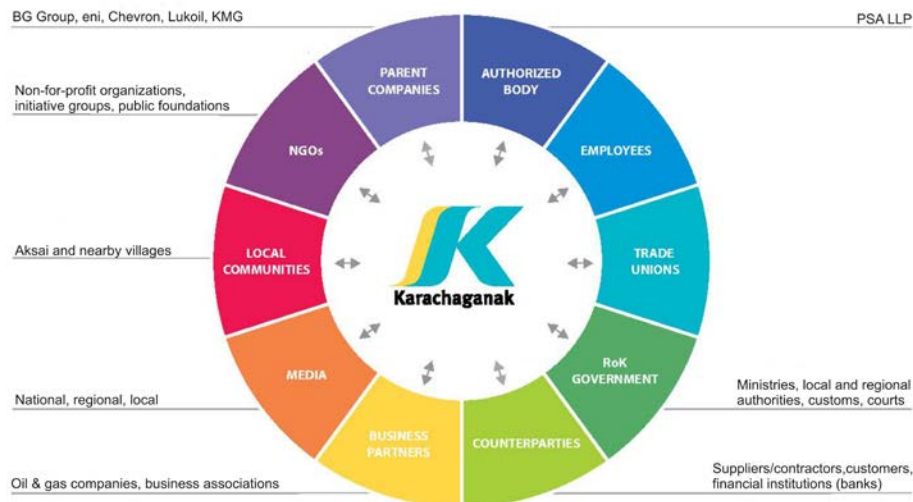 BG Group, eni, Chevron, Lukoil, KMG
PSA LLP
PARENT
COMPANIES
AUTHORIZED
BODY
Non-for-profit organizations,
initiative groups, public foundations
NGOs
EMPLOYEES
Aksai and nearby villages
LOCAL
COMMUNITIES
TRADE
UNIONS
Karachaganak
MEDIA
RoK
GOVERNMENT
National, regional, local
Ministries, local and regional
authorities, customs, courts
BUSINESS
PARTNERS
COUNTERPARTIES
Oil & gas companies, business associations
Suppliers/contractors,customers,
financial institutions (banks)